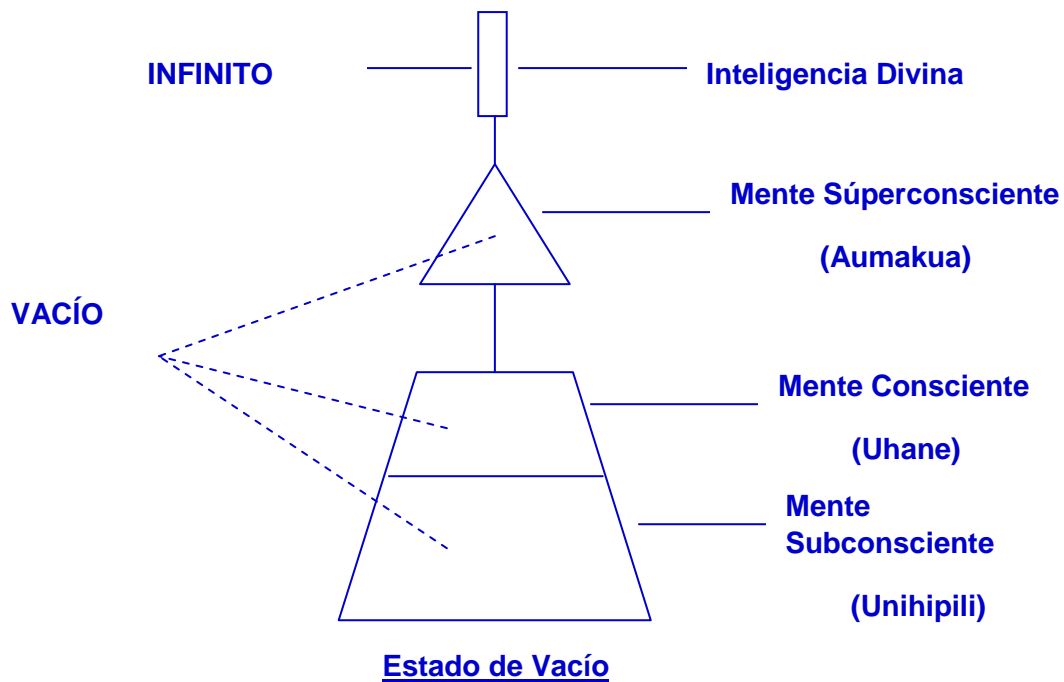 INFINITO
Inteligencia Divina
Mente Súperconsciente
(Aumakua)
VACÍO
Mente Consciente
(Uhane)
Mente
Subconsciente
(Unihipili)
Estado de Vacío